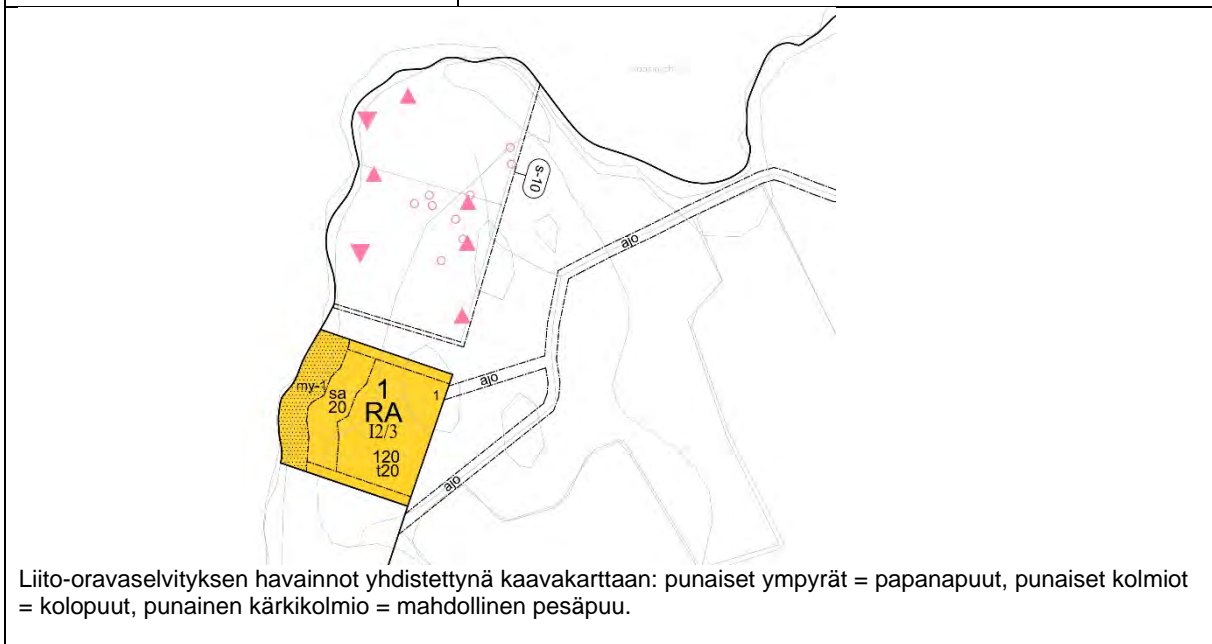 s-10
ajo
ajo
my-1
sa
20
1
RA
I2/3
1
120
t20
ajo
Liito-oravaselvityksen havainnot yhdistettynä kaavakarttaan: punaiset ympyrät = papanapuut, punaiset kolmiot
= kolopuut, punainen kärkikolmio = mahdollinen pesäpuu.